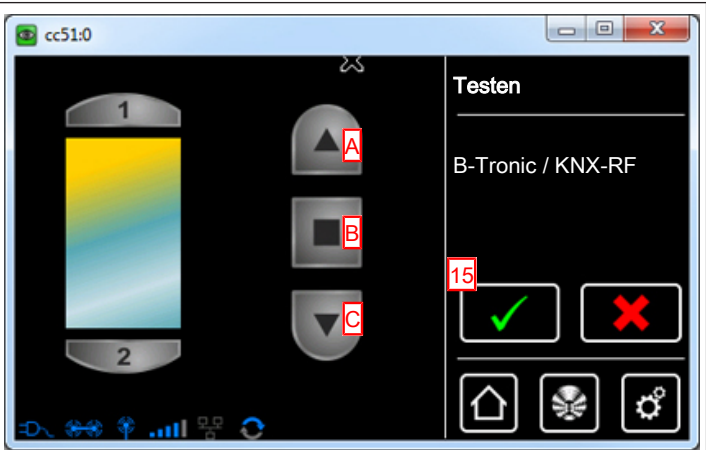 cc51:0
1
2
A
B
C
Testen
B-Tronic / KNX-RF
15